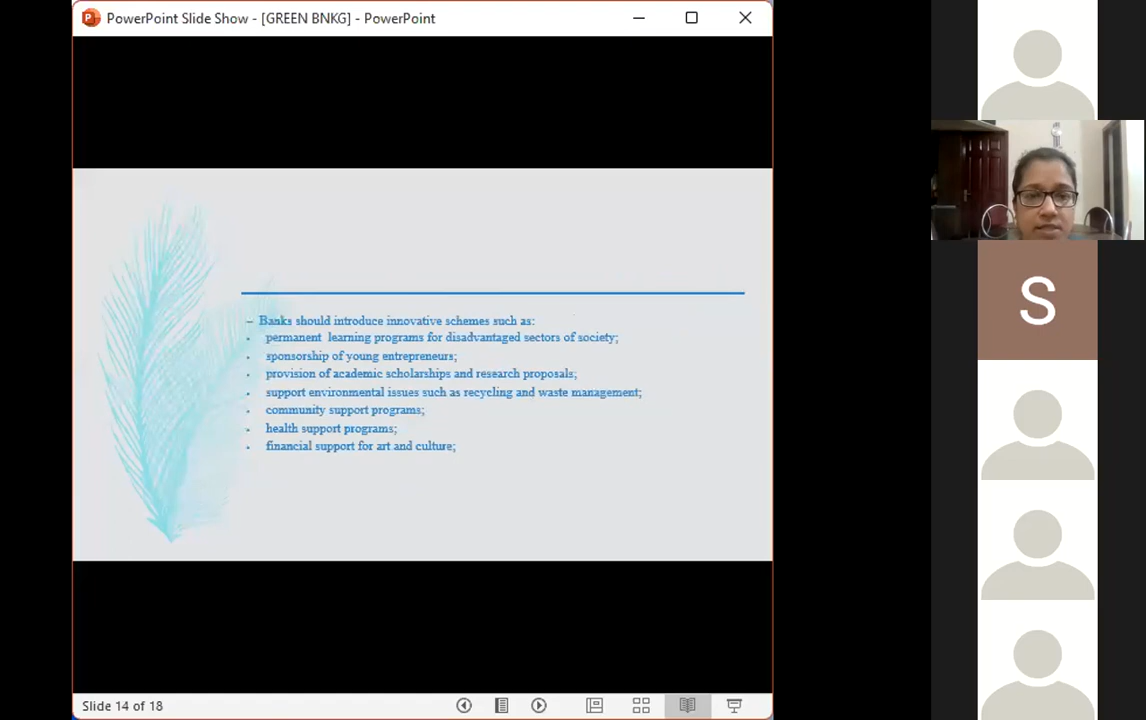 PowerPoint Slide Show - [GREEN BNKG] - PowerPoint
– Banks should introduce innovative schemes such as:
• permanent learning programs for disadvantaged sectors of society;
• sponsorship of young entrepreneurs;
• provision of academic scholarships and research proposals;
• support environmental issues such as recycling and waste management;
• community support programs;
• health support programs;
• financial support for art and culture;
S
Slide 14 of 18